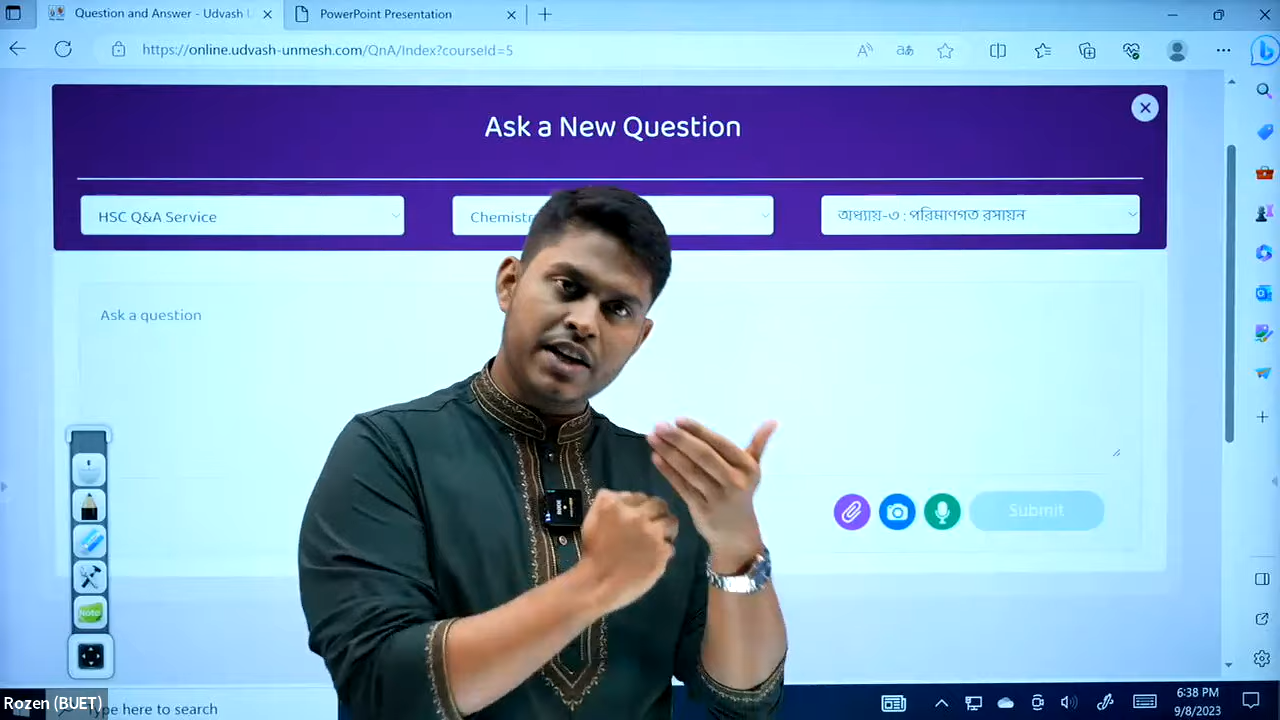 Question and Answer - Udvash
PowerPoint Presentation
https://online.udvash-unmesh.com/QnA/Index?courseId=5
Ask a New Question
HSC Q&A Service
অধ্যায়-৩ : পরিমাণগত রসায়ন
Ask a question
Submit
Note
Rozen (BUET)
Type here to search
6:38 PM
9/8/2023